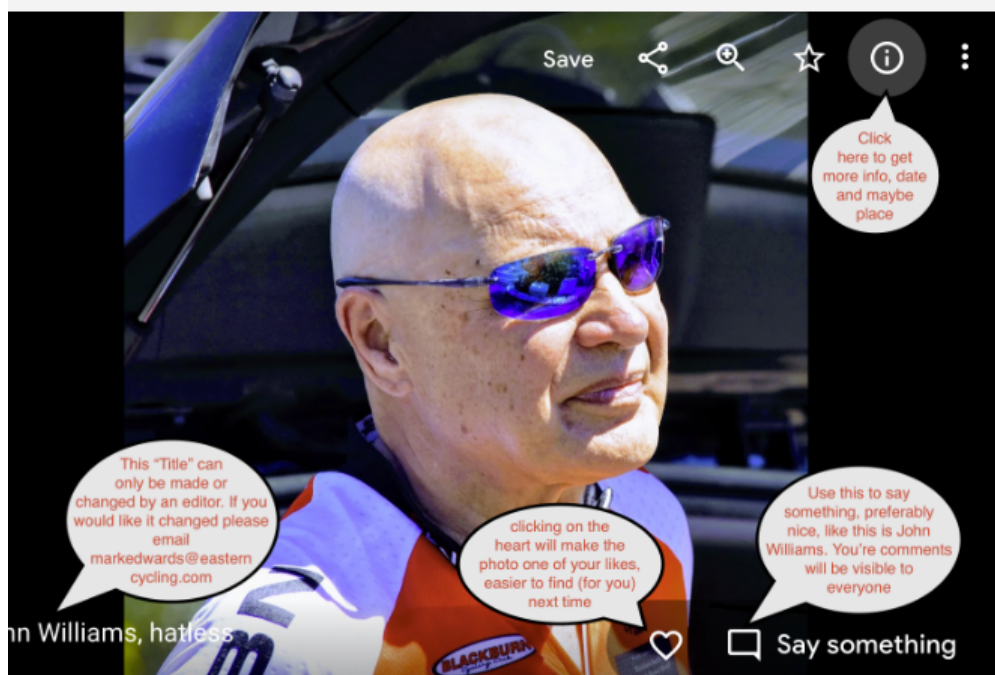 Save
Click
here to get
more info, date
and maybe
place
This “Title” can
only be made or
changed by an editor. If you
would like it changed please
email
markedwards@eastern
cycling.com
clicking on the
heart will make the
photo one of your likes,
easier to find (for you)
next time
Use this to say
something, preferably
nice, like this is John
Williams. You're comments
will be visible to
everyone
nn Williams, hatless
Say something
BLACKBURN